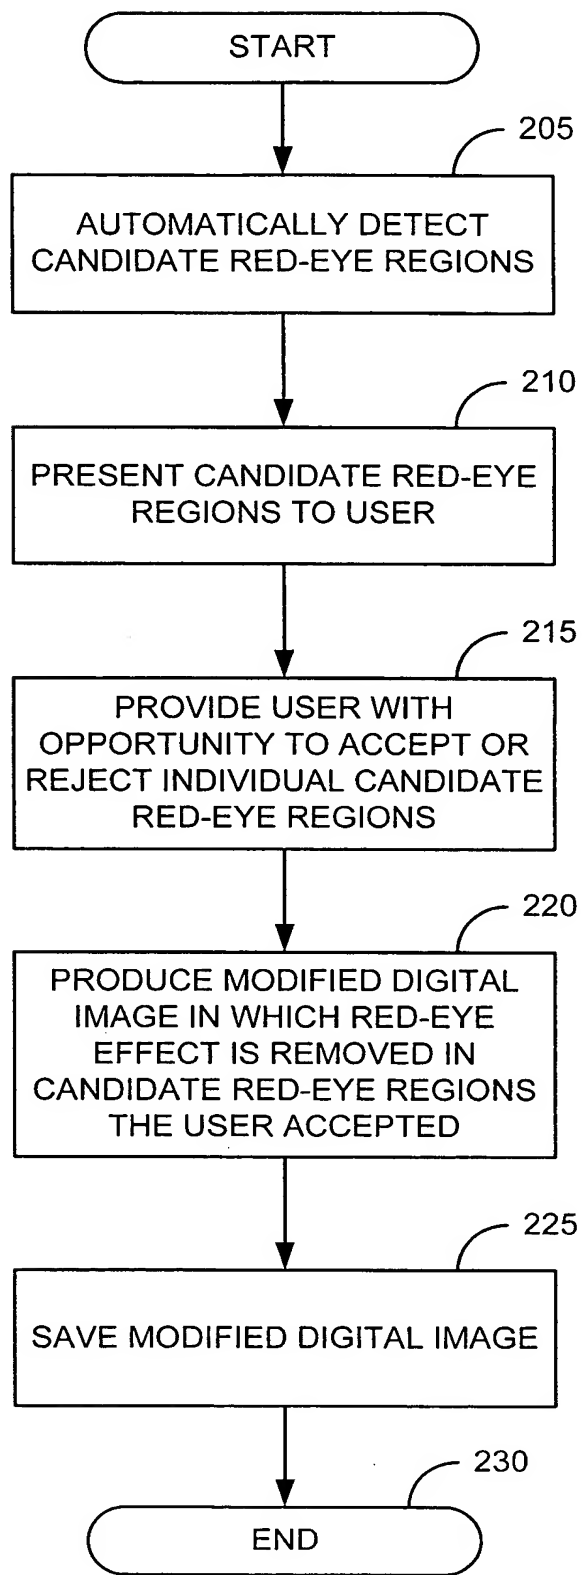 START
205
AUTOMATICALLY DETECT
CANDIDATE RED-EYE REGIONS
210
PRESENT CANDIDATE RED-EYE
REGIONS TO USER
215
PROVIDE USER WITH
OPPORTUNITY TO ACCEPT OR
REJECT INDIVIDUAL CANDIDATE
RED-EYE REGIONS
220
PRODUCE MODIFIED DIGITAL
IMAGE IN WHICH RED-EYE
EFFECT IS REMOVED IN
CANDIDATE RED-EYE REGIONS
THE USER ACCEPTED
225
SAVE MODIFIED DIGITAL IMAGE
230
END